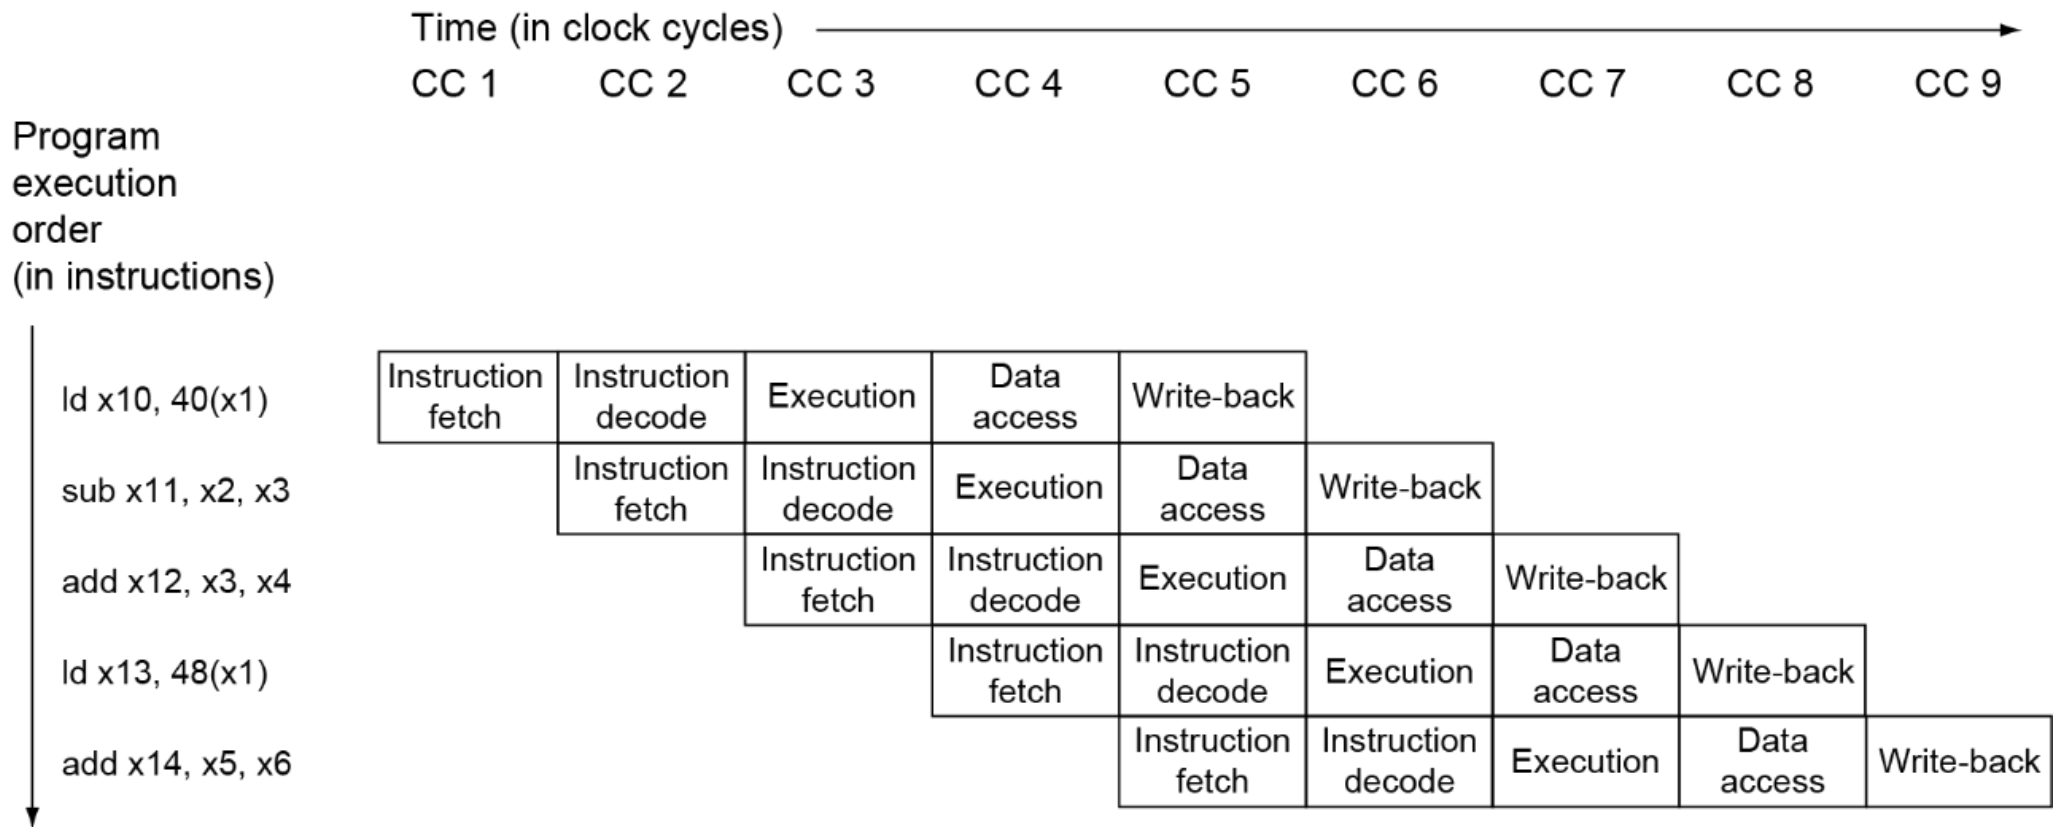 Time (in clock cycles)
CC 1 CC 2 CC 3 CC 4 CC 5 CC 6 CC 7 CC 8 CC 9
Program
execution
order
(in instructions)
ld x10, 40(x1)
Instruction
fetch
Instruction
decode
Execution
Data
access
Write-back
sub x11, x2, x3
Instruction
fetch
Instruction
decode
Execution
Data
access
Write-back
add x12, x3, x4
Instruction
fetch
Instruction
decode
Execution
Data
access
Write-back
ld x13, 48(x1)
Instruction
fetch
Instruction
decode
Execution
Data
access
Write-back
add x14, x5, x6
Instruction
fetch
Instruction
decode
Execution
Data
access
Write-back